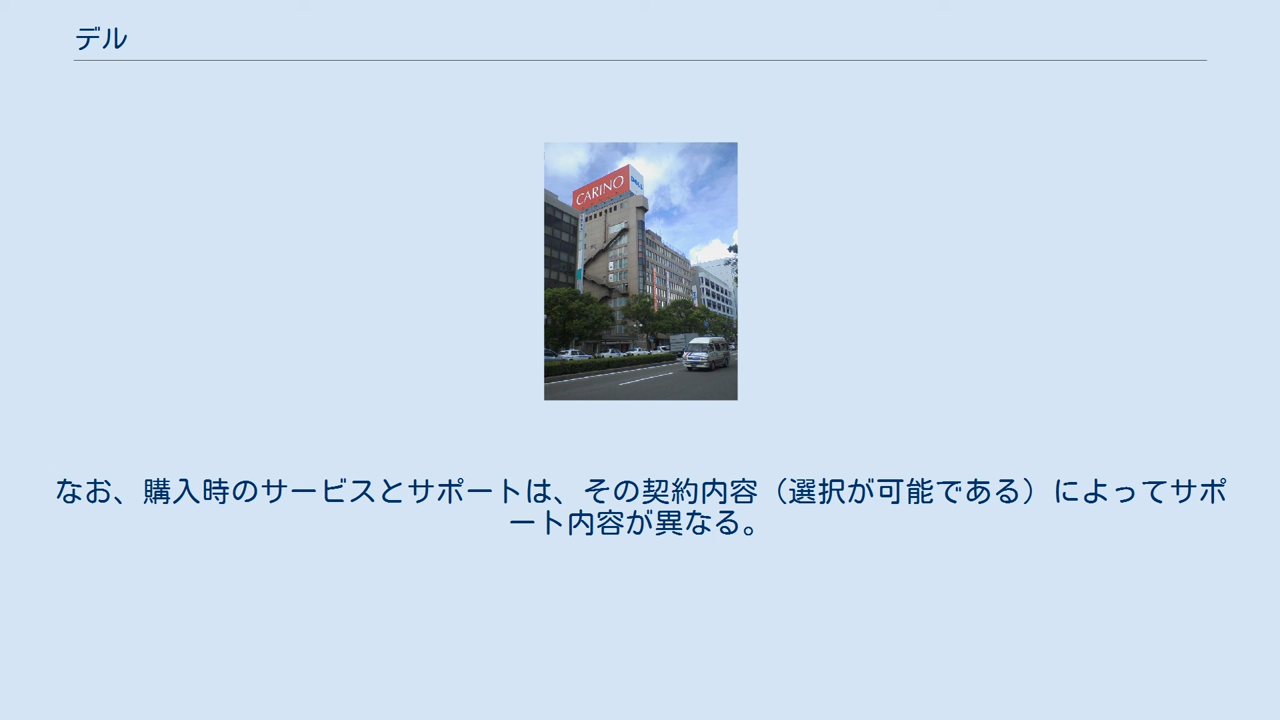 デル
CARINO
DELL
なお、購入時のサービスとサポートは、その契約内容（選択が可能である）によってサポ
ート内容が異なる。